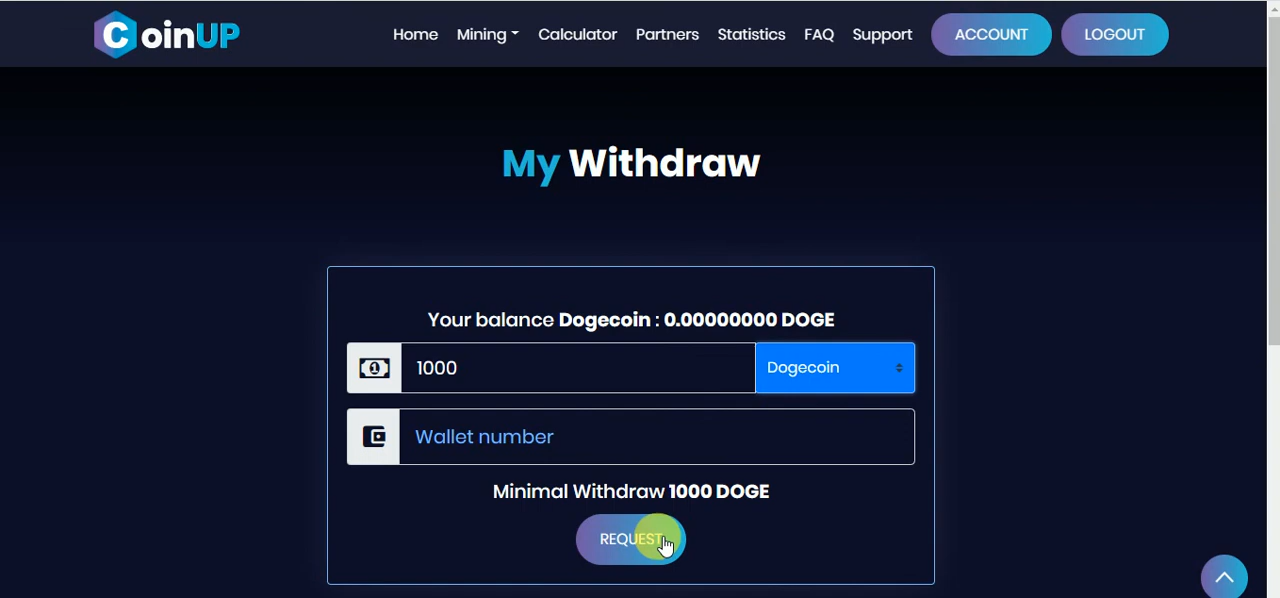 CoinUP Home Mining Calculator Partners Statistics FAQ Support ACCOUNT LOGOUT
My Withdraw
Your balance Dogecoin : 0.00000000 DOGE
1000 Dogecoin
Wallet number
Minimal Withdraw 1000 DOGE
REQUEST